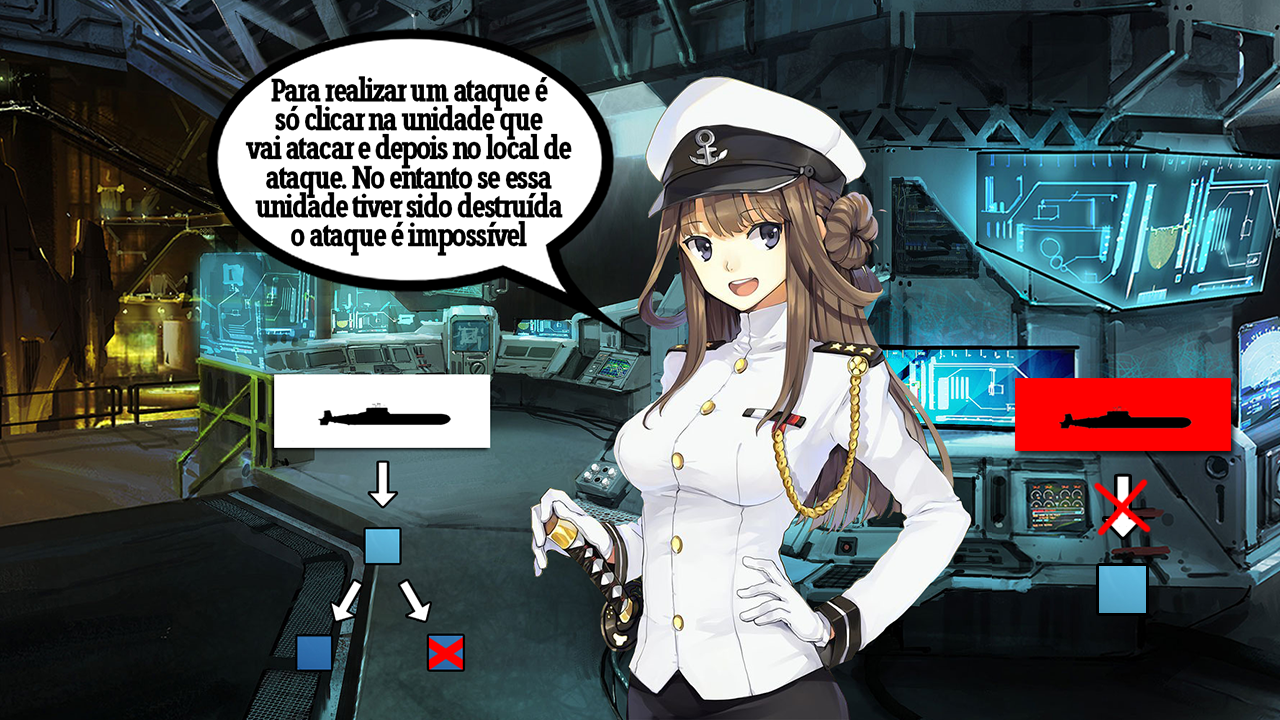 Para realizar um ataque é
só clicar na unidade que
vai atacar e depois no local de
ataque. No entanto se essa
unidade tiver sido destruída
o ataque é impossível